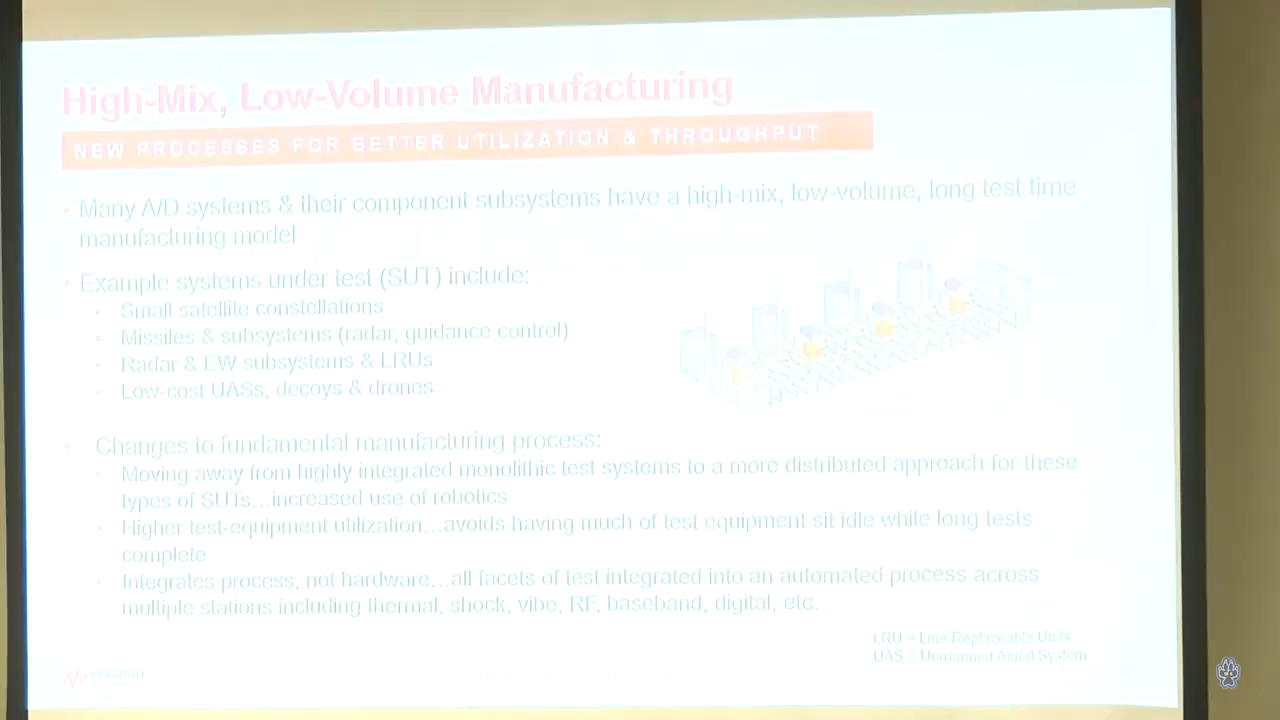 High-Mix, Low-Volume Manufacturing
NEW PROCESSES FOR BETTER UTILIZATION & THROUGHPUT
• Many A/D systems & their component subsystems have a high-mix, low-volume, long test time
manufacturing model
• Example systems under test (SUT) include:
• Small satellite constellations
• Missiles & subsystems (radar, guidance control)
• Radar & EW subsystems & LRUs
• Low-cost UASs, decoys & drones
• Changes to fundamental manufacturing process:
• Moving away from highly integrated monolithic test systems to a more distributed approach for these
types of SUTs…increased use of robotics
• Higher test-equipment utilization…avoids having much of test equipment sit idle while long tests
complete
• Integrates process, not hardware…all facets of test integrated into an automated process across
multiple stations including thermal, shock, vibe, RF, baseband, digital, etc.
LRU = Line Replaceable Units
UAS = Unmanned Aerial System
KEYSIGHT